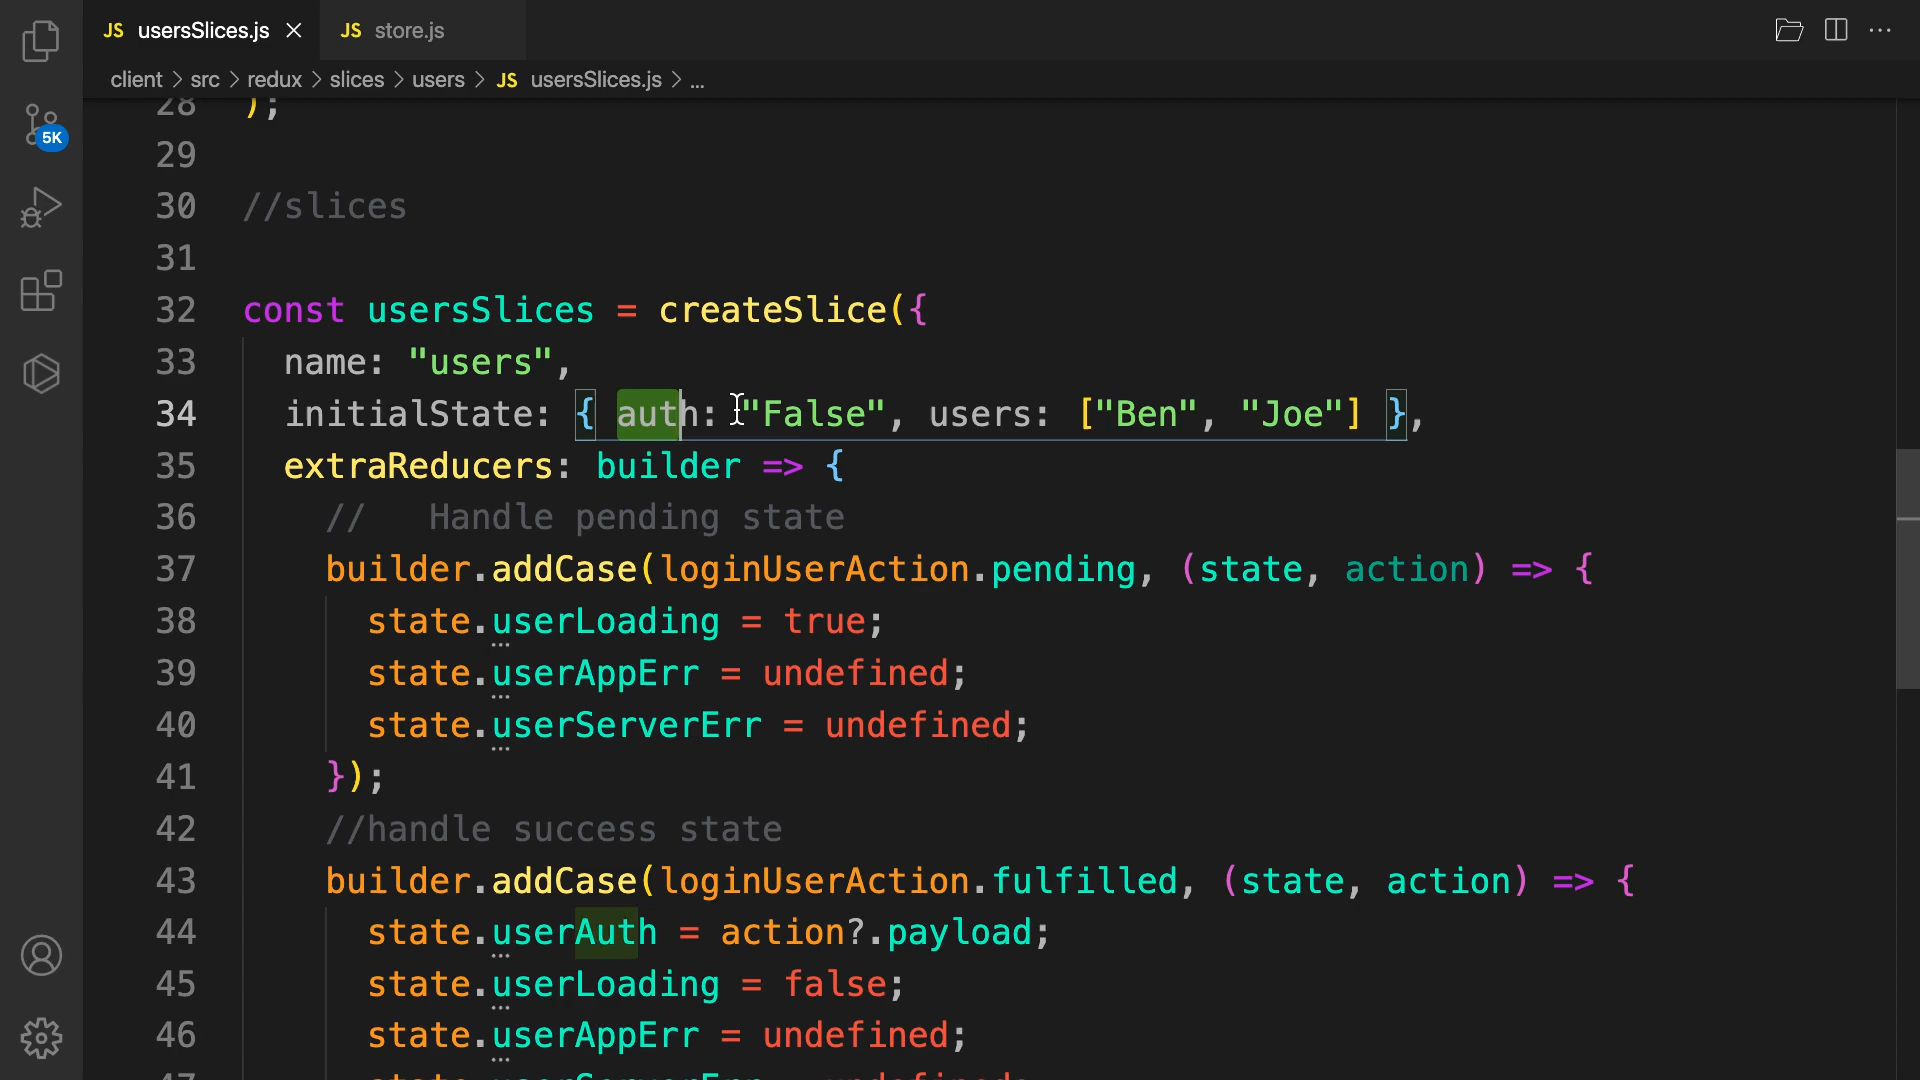 JS usersSlices.js
JS store.js
client > src > redux > slices > users > JS usersSlices.js > ...
5K
28 );
29
30 //slices
31
32 const usersSlices = createSlice({
33 name: "users",
34 initialState: { auth: "False", users: ["Ben", "Joe"] },
35 extraReducers: builder => {
36 //   Handle pending state
37 builder.addCase(loginUserAction.pending, (state, action) => {
38 state.userLoading = true;
39 state.userAppErr = undefined;
40 state.userServerErr = undefined;
41 });
42 //handle success state
43 builder.addCase(loginUserAction.fulfilled, (state, action) => {
44 state.userAuth = action?.payload;
45 state.userLoading = false;
46 state.userAppErr = undefined;